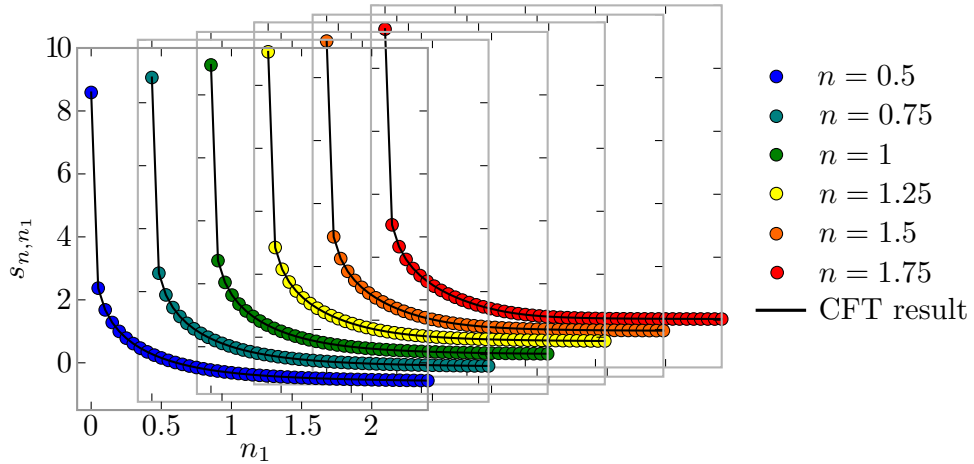 10
8
6
4
2
0
s_{n,n_1}
0 0.5 1 1.5 2
n_1
n = 0.5
n = 0.75
n = 1
n = 1.25
n = 1.5
n = 1.75
CFT result